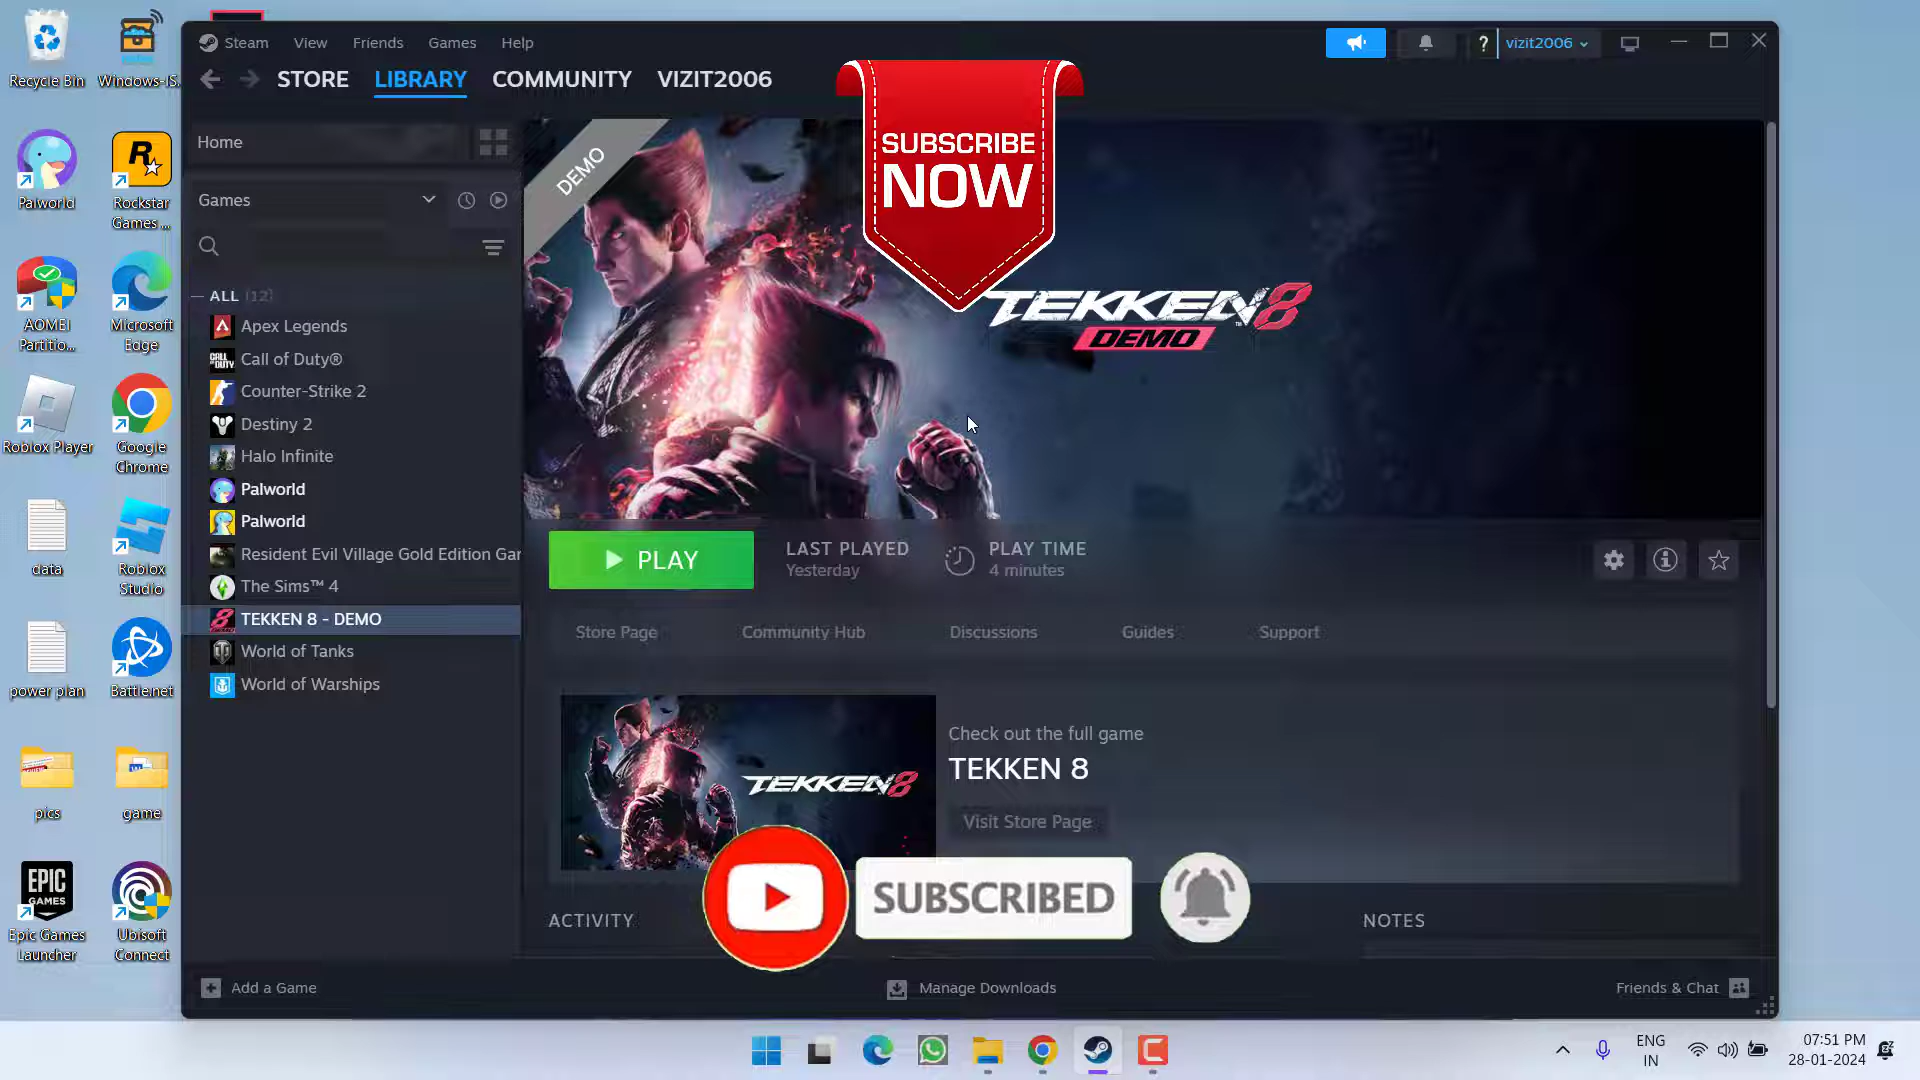 Steam View Friends Games Help
vizit2006
STORE LIBRARY COMMUNITY VIZIT2006
Home
Games
ALL (12)
Apex Legends
Call of Duty®
Counter-Strike 2
Destiny 2
Halo Infinite
Palworld
Palworld
Resident Evil Village Gold Edition Gar
The Sims™ 4
TEKKEN 8 - DEMO
World of Tanks
World of Warships
DEMO
SUBSCRIBE
NOW
TEKKEN 8
DEMO
PLAY
LAST PLAYED
Yesterday
PLAY TIME
4 minutes
Store Page Community Hub Discussions Guides Support
TEKKEN 8
Check out the full game
TEKKEN 8
Visit Store Page
SUBSCRIBED
ACTIVITY
NOTES
Add a Game
Manage Downloads
Friends & Chat
Recycle Bin
Windows-IS...
Palworld
Rockstar
Games ...
AOMEI
Partitio...
Microsoft
Edge
Roblox Player
Google
Chrome
data
Roblox
Studio
power plan
Battle.net
pics
game
EPIC
GAMES
Epic Games
Launcher
Ubisoft
Connect
ENG
IN
07:51 PM
28-01-2024